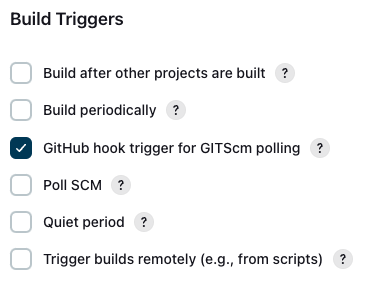 Build Triggers
Build after other projects are built ?
Build periodically ?
GitHub hook trigger for GITScm polling ?
Poll SCM ?
Quiet period ?
Trigger builds remotely (e.g., from scripts) ?